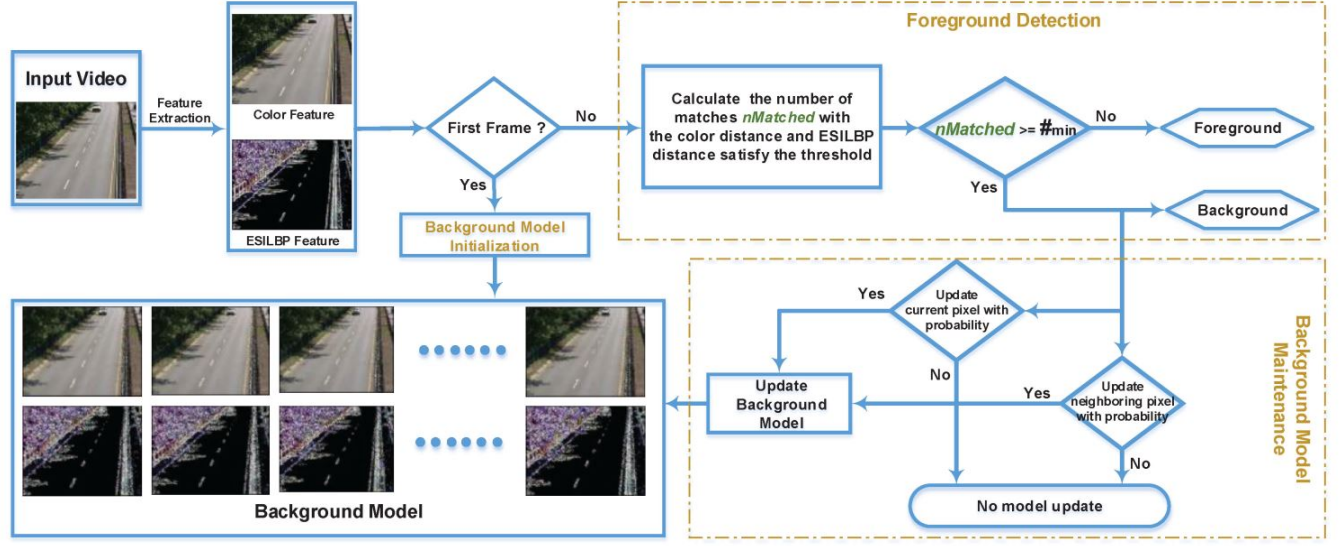 Foreground Detection
Input Video
Feature
Extraction
Color Feature
ESILBP Feature
First Frame ?
No
Yes
Calculate the number of
matches nMatched with
the color distance and ESILBP
distance satisfy the threshold
nMatched >= #min
No
Foreground
Yes
Background
Background Model
Initialization
Background Model
Background Model
Maintenance
Update
current pixel with
probability
Yes
No
Update
neighboring pixel
with probability
Yes
No
Update
Background
Model
No model update